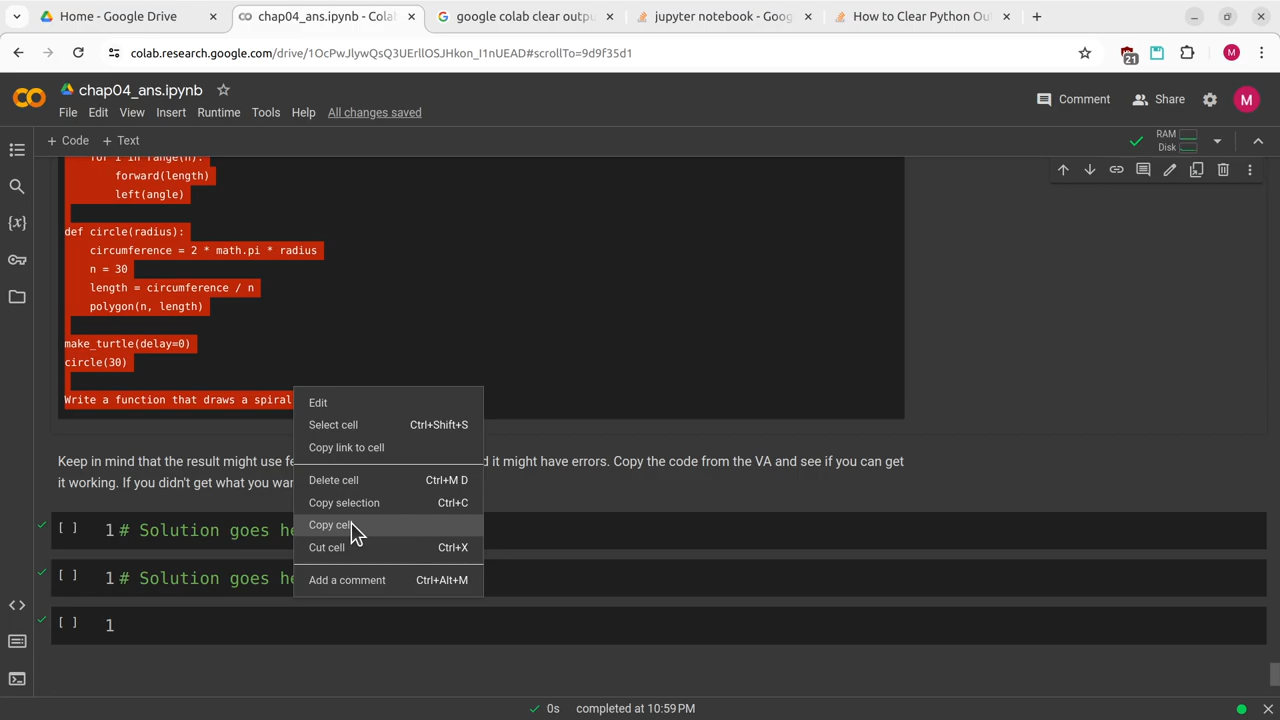 Home - Google Drive
chap04_ans.ipynb - Colab
google colab clear outpu
jupyter notebook - Goog
How to Clear Python Ou
colab.research.google.com/drive/1OcPwJlywQsQ3UErllOSJHkon_I1nUEAD#scrollTo=9d9f35d1
21
M
CO
chap04_ans.ipynb
Comment
Share
M
File Edit View Insert Runtime Tools Help All changes saved
+ Code + Text
RAM
Disk
for i in range(n):
forward(length)
left(angle)
def circle(radius):
circumference = 2 * math.pi * radius
n = 30
length = circumference / n
polygon(n, length)
make_turtle(delay=0)
circle(30)
Write a function that draws a spiral
Edit
Select cell Ctrl+Shift+S
Copy link to cell
Delete cell Ctrl+M D
Copy selection Ctrl+C
Copy cell
Cut cell Ctrl+X
Add a comment Ctrl+Alt+M
Keep in mind that the result might use fe d it might have errors. Copy the code from the VA and see if you can get
it working. If you didn't get what you wan
[ ] 1 # Solution goes he
[ ] 1 # Solution goes he
[ ] 1
{x}
<>
0s completed at 10:59 PM